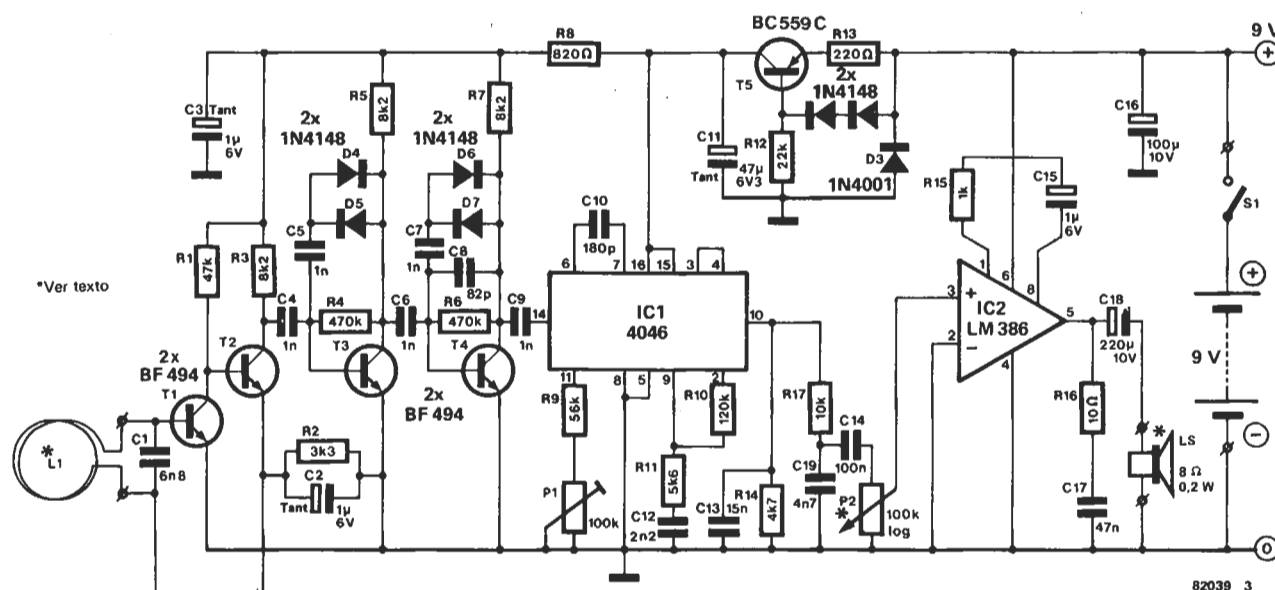 BC559C
R8
820Ω
R13
220Ω
9 V
+
T5
2x
1N4148
C3 Tant
1µ
6V
R5
8k2
R7
8k2
2x
1N4148
2x
1N4148
D4
D6
C11
47µ
6V3
Tant
R12
22k
D3
1N4001
C16
100µ
10V
R15
1k
C15
1µ
6V
S1
D5
D7
C5
1n
C7
1n
C8
82p
C10
180p
R1
47k
R3
8k2
*Ver texto
6
7
16
15
3
4
1
6
8
+
C4
1n
R4
470k
C6
1n
R6
470k
C9
1n
14
IC1
4046
10
3
+
IC2
LM 386
2
−
5
4
C18
220µ
10V
9 V
T2
T3
T4
2x
BF 494
T1
2x
BF 494
11
8
5
9
2
R9
56k
R10
120k
R17
10k
C14
100n
R16
10Ω
−
*
L1
C1
6n8
R2
3k3
C2
Tant
1µ
6V
P1
100k
R11
5k6
C12
2n2
C13
15n
R14
4k7
C19
4n7
P2
*
100k
log
C17
47n
*
LS
8 Ω
0,2 W
0
82039 3